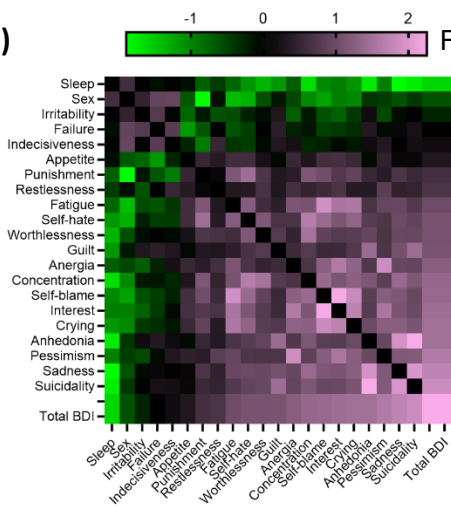 -1 0 1 2
) F
Sleep
Sex
Irritability
Failure
Indecisiveness
Appetite
Punishment
Restlessness
Fatigue
Self-hate
Worthlessness
Guilt
Anergia
Concentration
Self-blame
Interest
Crying
Anhedonia
Pessimism
Sadness
Suicidality
Total BDI
Sleep
Sex
Irritability
Failure
Indecisiveness
Appetite
Punishment
Restlessness
Fatigue
Self-hate
Worthlessness
Guilt
Anergia
Concentration
Self-blame
Interest
Crying
Anhedonia
Pessimism
Sadness
Suicidality
Total BDI